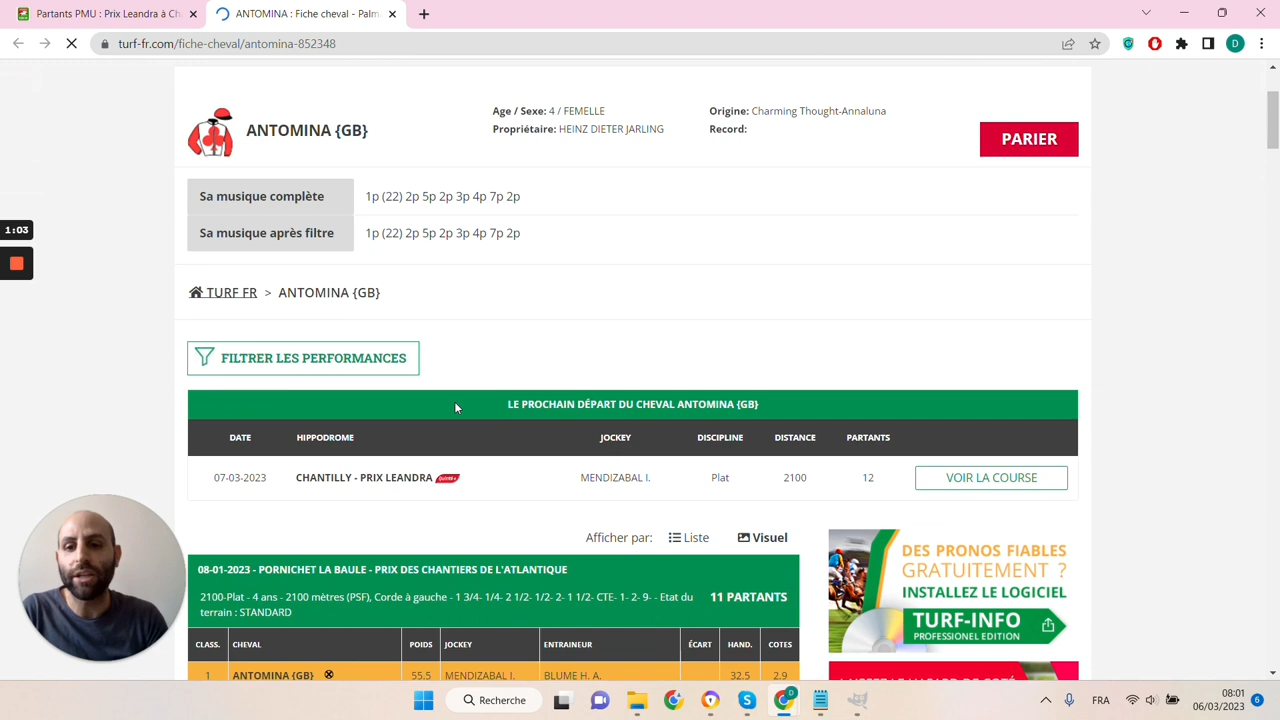 Partants PMU : Prix Leandra à Ch
ANTOMINA : Fiche cheval - Palm
turf-fr.com/fiche-cheval/antomina-852348
D
ANTOMINA {GB}
Age / Sexe: 4 / FEMELLE
Propriétaire: HEINZ DIETER JARLING
Origine: Charming Thought-Annaluna
Record:
PARIER
Sa musique complète 1p (22) 2p 5p 2p 3p 4p 7p 2p
1:03
Sa musique après filtre 1p (22) 2p 5p 2p 3p 4p 7p 2p
TURF FR > ANTOMINA {GB}
FILTRER LES PERFORMANCES
LE PROCHAIN DÉPART DU CHEVAL ANTOMINA {GB}
DATE HIPPODROME JOCKEY DISCIPLINE DISTANCE PARTANTS
07-03-2023 CHANTILLY - PRIX LEANDRA MENDIZABAL I. Plat 2100 12 VOIR LA COURSE
Afficher par: Liste Visuel
08-01-2023 - PORNICHET LA BAULE - PRIX DES CHANTIERS DE L'ATLANTIQUE
2100-Plat - 4 ans - 2100 mètres (PSF), Corde à gauche - 1 3/4- 1/4- 2 1/2- 1/2- 2- 1 1/2- CTE- 1- 2- 9- - Etat du
terrain : STANDARD
11 PARTANTS
CLASS. CHEVAL POIDS JOCKEY ENTRAINEUR ÉCART HAND. COTES
1 ANTOMINA {GB} 55.5 MENDIZABAL I. BLUME H. A. 32.5 2.9
DES PRONOS FIABLES
GRATUITEMENT ?
INSTALLEZ LE LOGICIEL
TURF-INFO
PROFESSIONEL EDITION
Recherche
D
FRA
08:01
06/03/2023
6